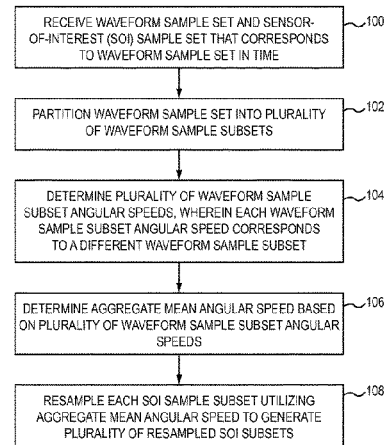 RECEIVE WAVEFORM SAMPLE SET AND SENSOR-
OF-INTEREST (SOI) SAMPLE SET THAT CORRESPONDS
TO WAVEFORM SAMPLE SET IN TIME
100
PARTITION WAVEFORM SAMPLE SET INTO PLURALITY
OF WAVEFORM SAMPLE SUBSETS
102
DETERMINE PLURALITY OF WAVEFORM SAMPLE
SUBSET ANGULAR SPEEDS, WHEREIN EACH WAVEFORM
SAMPLE SUBSET ANGULAR SPEED CORRESPONDS
TO A DIFFERENT WAVEFORM SAMPLE SUBSET
104
DETERMINE AGGREGATE MEAN ANGULAR SPEED BASED
ON PLURALITY OF WAVEFORM SAMPLE SUBSET ANGULAR
SPEEDS
106
RESAMPLE EACH SOI SAMPLE SUBSET UTILIZING
AGGREGATE MEAN ANGULAR SPEED TO GENERATE
PLURALITY OF RESAMPLED SOI SUBSETS
108